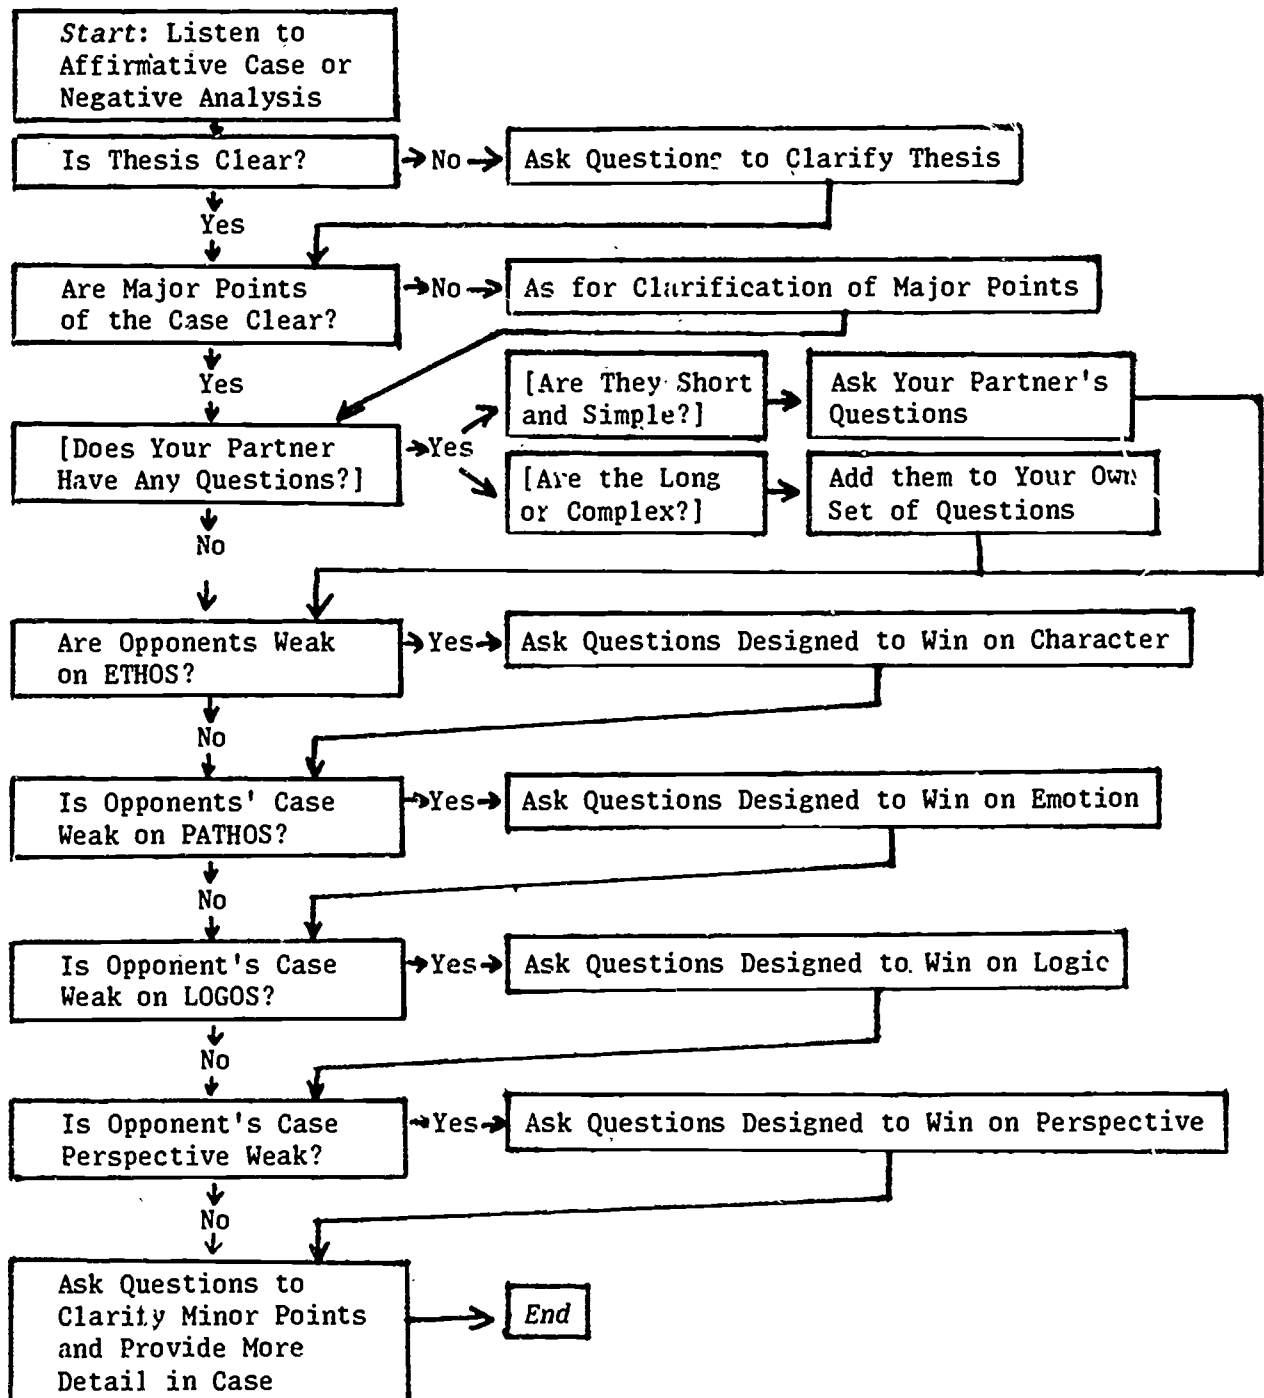 Start: Listen to
Affirmative Case or
Negative Analysis
Is Thesis Clear?
No
Ask Questions to Clarify Thesis
Yes
Are Major Points
of the Case Clear?
No
As for Clarification of Major Points
Yes
[Does Your Partner
Have Any Questions?]
Yes
[Are They Short
and Simple?]
Ask Your Partner's
Questions
[Are the Long
or Complex?]
Add them to Your Own
Set of Questions
No
Are Opponents Weak
on ETHOS?
Yes
Ask Questions Designed to Win on Character
No
Is Opponents' Case
Weak on PATHOS?
Yes
Ask Questions Designed to Win on Emotion
No
Is Opponent's Case
Weak on LOGOS?
Yes
Ask Questions Designed to Win on Logic
No
Is Opponent's Case
Perspective Weak?
Yes
Ask Questions Designed to Win on Perspective
No
Ask Questions to
Clarify Minor Points
and Provide More
Detail in Case
End